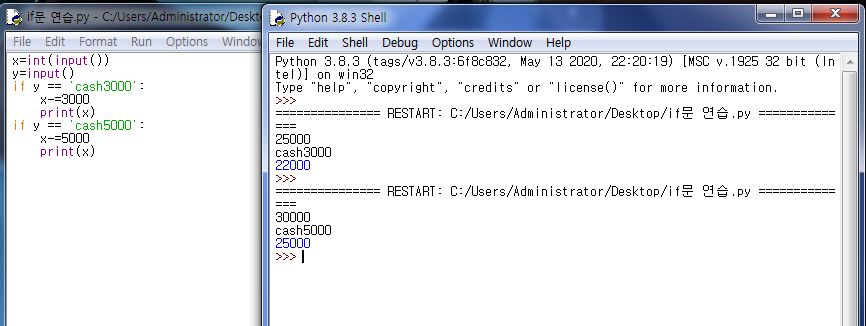 if문 연습.py - C:/Users/Administrator/Deskto
File Edit Format Run Options Window
x=int(input())
y=input()
if y == 'cash3000':
x-=3000
print(x)
if y == 'cash5000':
x-=5000
print(x)
Python 3.8.3 Shell
File Edit Shell Debug Options Window Help
Python 3.8.3 (tags/v3.8.3:6f8c832, May 13 2020, 22:20:19) [MSC v.1925 32 bit (In
tel)] on win32
Type "help", "copyright", "credits" or "license()" for more information.
>>>
=============== RESTART: C:/Users/Administrator/Desktop/if문 연습.py ===========
===
25000
cash3000
22000
>>>
=============== RESTART: C:/Users/Administrator/Desktop/if문 연습.py ===========
===
30000
cash5000
25000
>>>